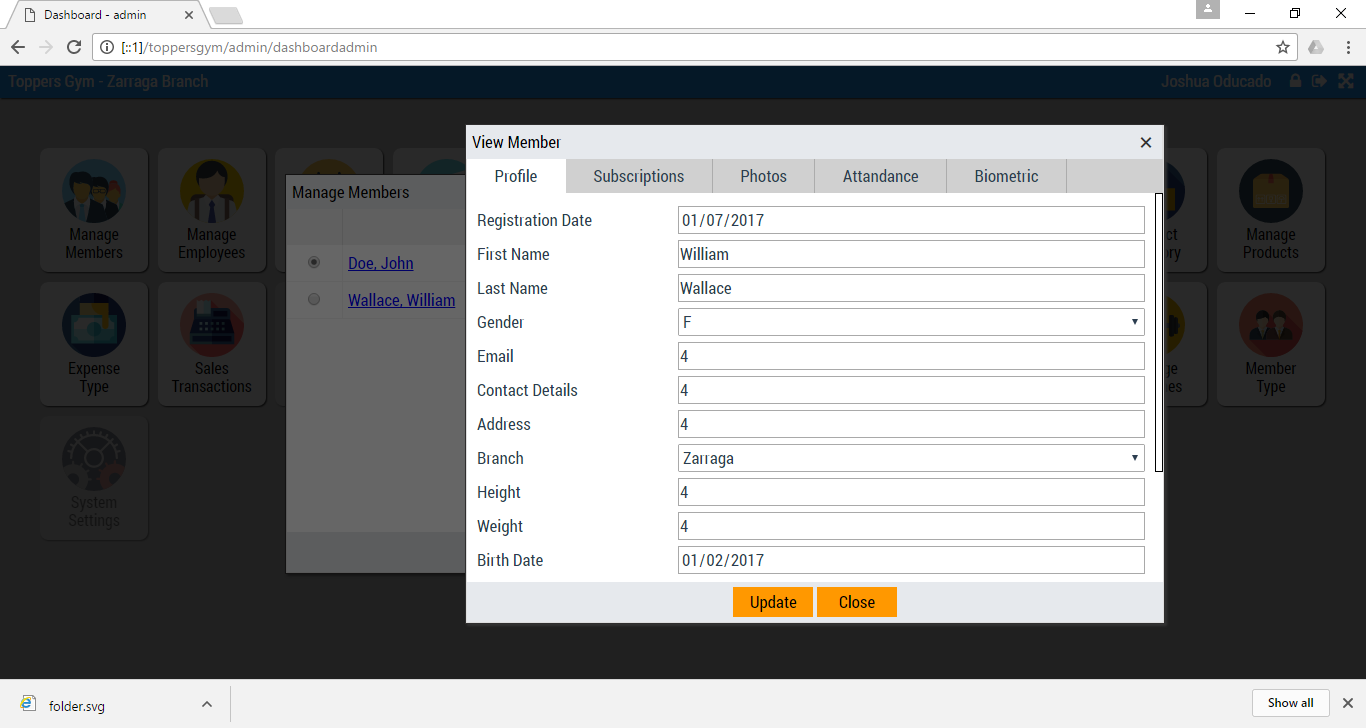 Dashboard - admin
[::1]/toppersgym/admin/dashboardadmin
Toppers Gym - Zarraga Branch
Joshua Oducado
Manage
Members
Manage
Employees
Manage
Products
Expense
Type
Sales
Transactions
Member
Type
System
Settings
Manage Members
Doe, John
Wallace, William
View Member
Profile
Subscriptions
Photos
Attandance
Biometric
Registration Date
01/07/2017
First Name
William
Last Name
Wallace
Gender
F
Email
4
Contact Details
4
Address
4
Branch
Zarraga
Height
4
Weight
4
Birth Date
01/02/2017
Update
Close
folder.svg
Show all